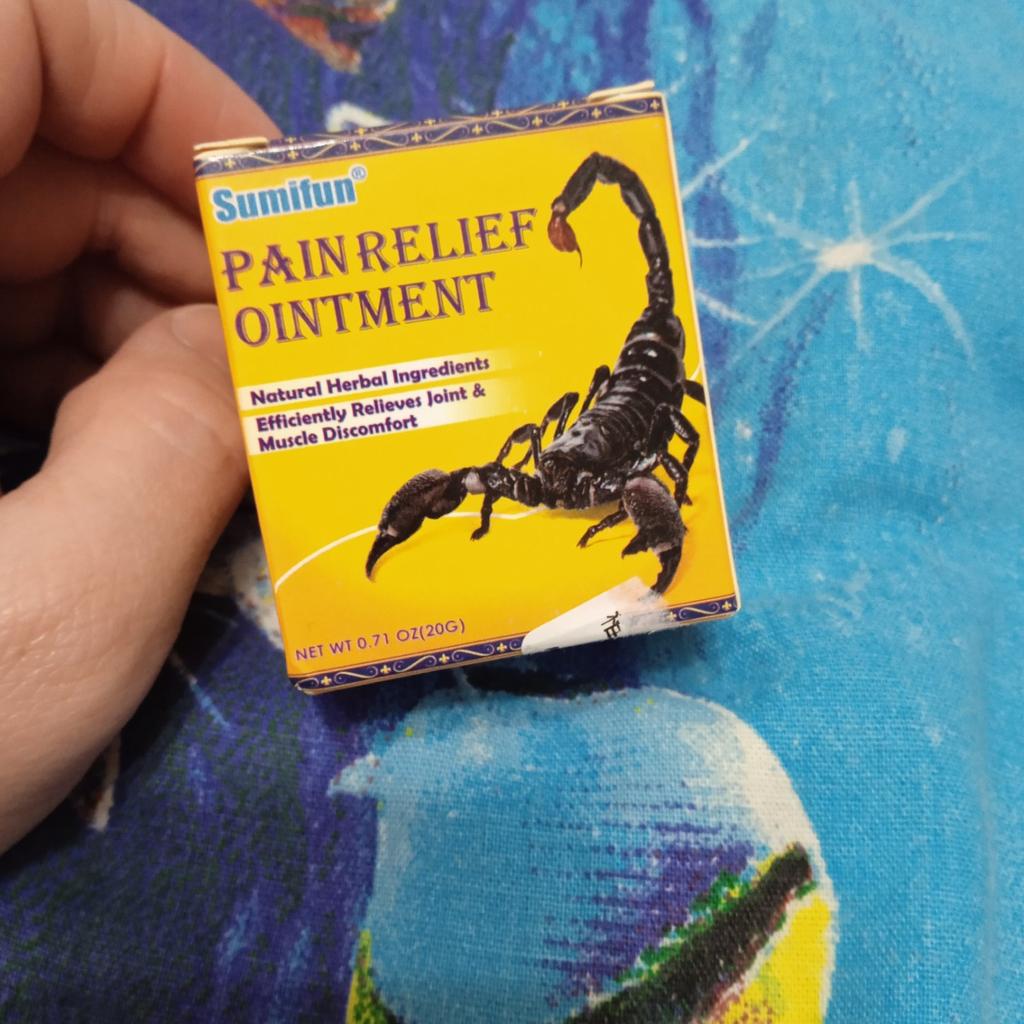 Sumifun®
PAIN RELIEF
OINTMENT
Natural Herbal Ingredients
Efficiently Relieves Joint &
Muscle Discomfort
NET WT 0.71 OZ(20G)